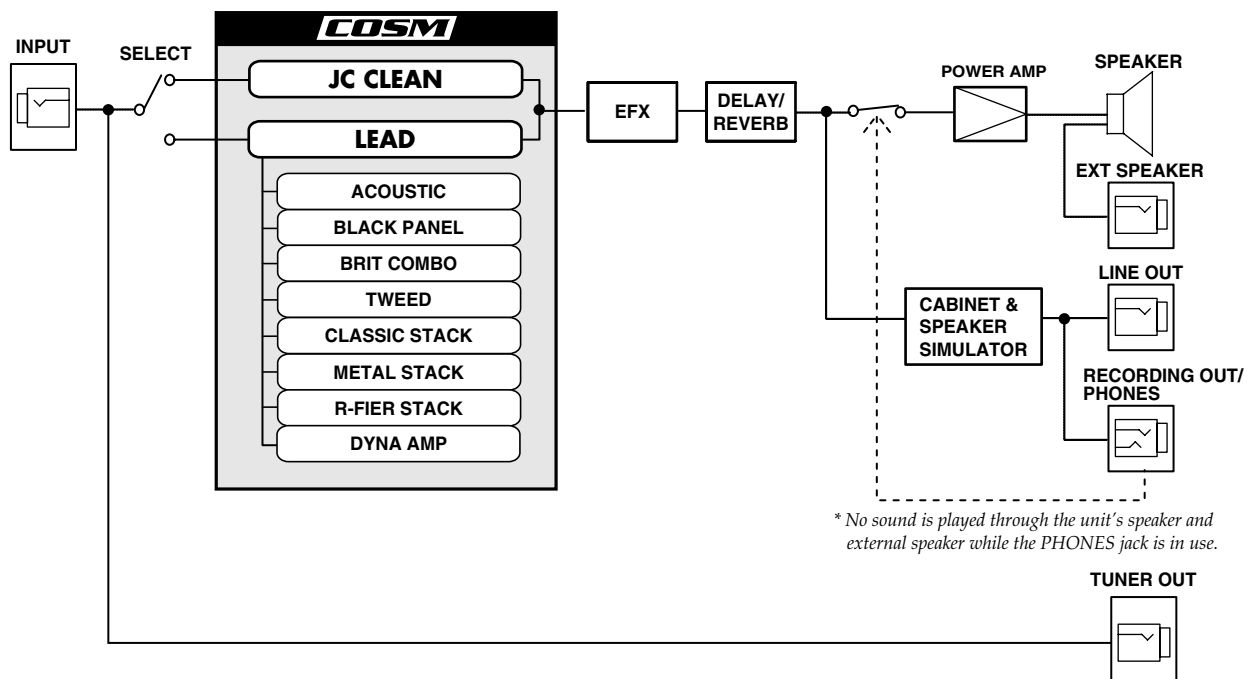 COSM
INPUT
SELECT
JC CLEAN
LEAD
ACOUSTIC
BLACK PANEL
BRIT COMBO
TWEED
CLASSIC STACK
METAL STACK
R-FIER STACK
DYNA AMP
EFX
DELAY/
REVERB
POWER AMP
SPEAKER
EXT SPEAKER
LINE OUT
CABINET &
SPEAKER
SIMULATOR
RECORDING OUT/
PHONES
* No sound is played through the unit’s speaker and
external speaker while the PHONES jack is in use.
TUNER OUT